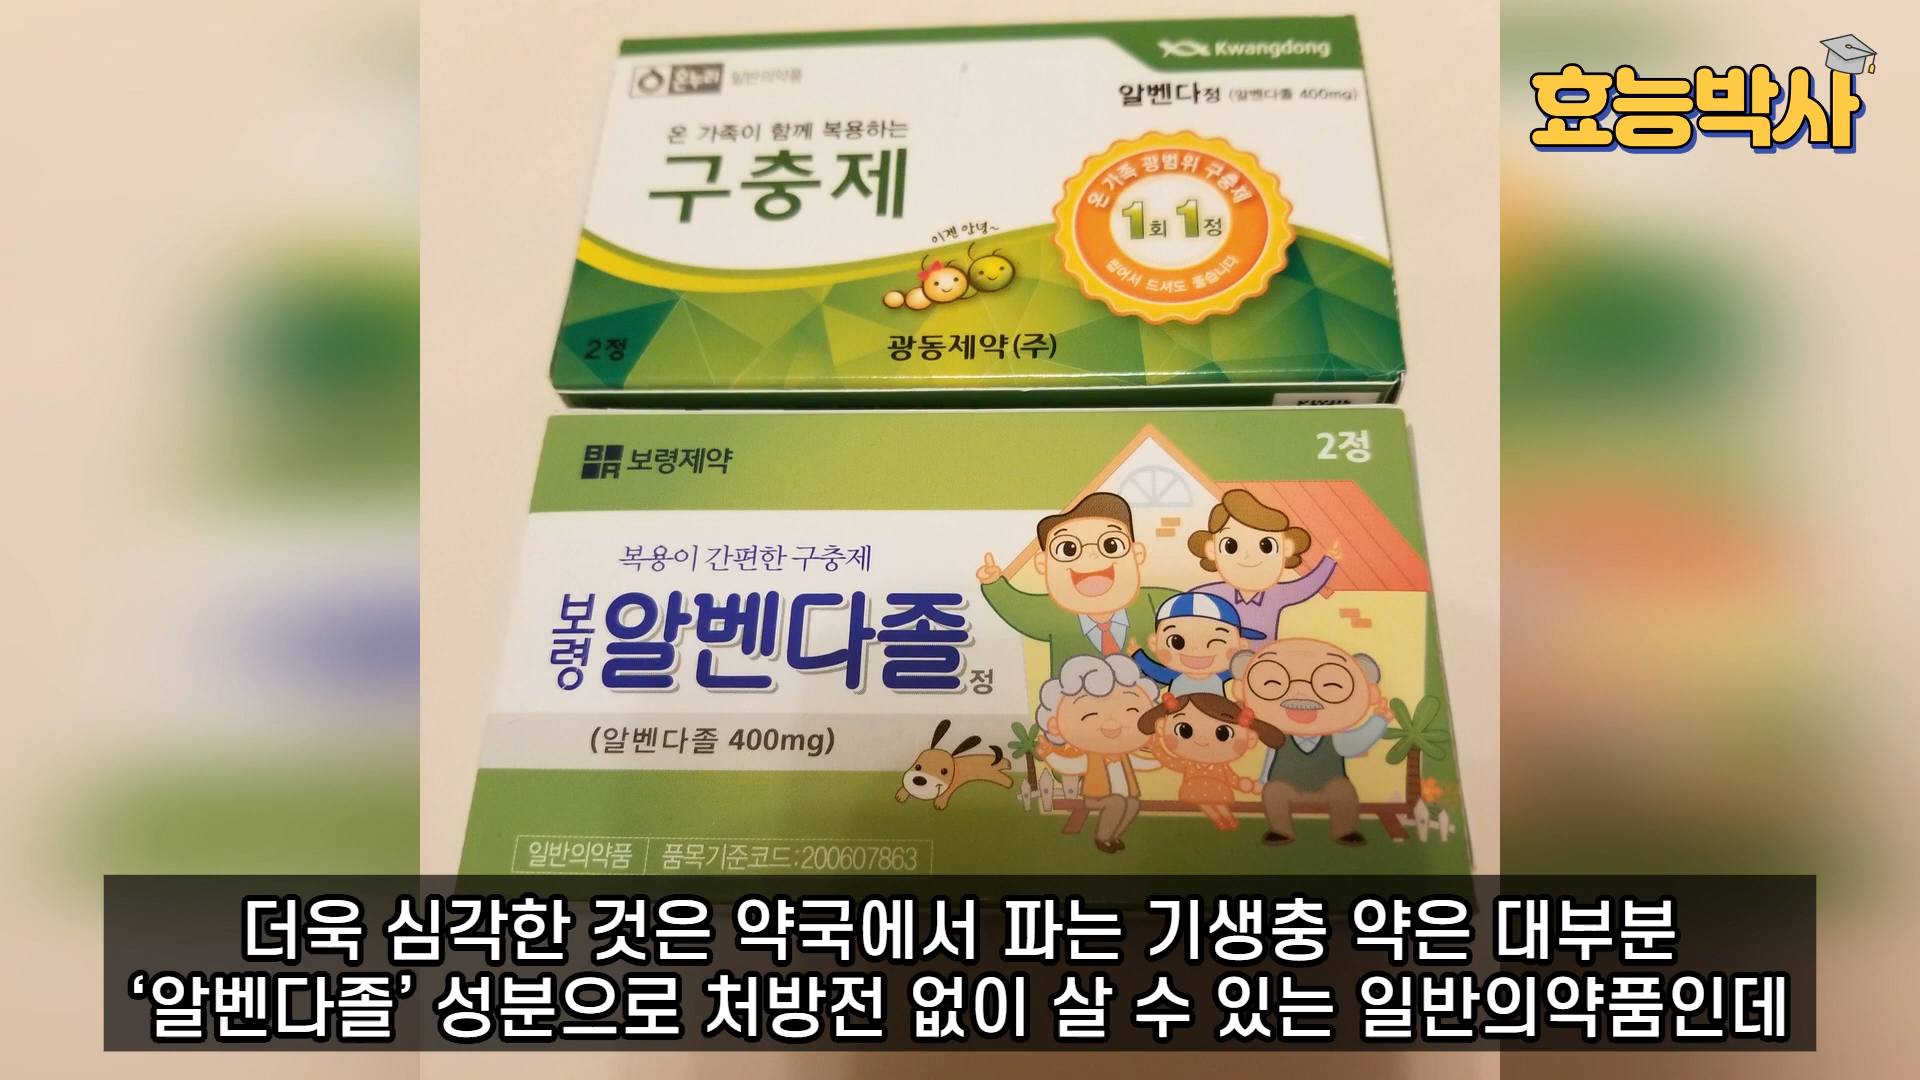 효능박사
Kwangdong
온누리 일반의약품
알벤다정 (알벤다졸 400mg)
온 가족이 함께 복용하는
구충제
온 가족 광범위 구충제
1회 1정
씹어서 드셔도 좋습니다
이젠 안녕~
2정
광동제약(주)
BR 보령제약
2정
복용이 간편한 구충제
보령 알벤다졸정
(알벤다졸 400mg)
일반의약품 품목기준코드:200607863
더욱 심각한 것은 약국에서 파는 기생충 약은 대부분
‘알벤다졸’ 성분으로 처방전 없이 살 수 있는 일반의약품인데